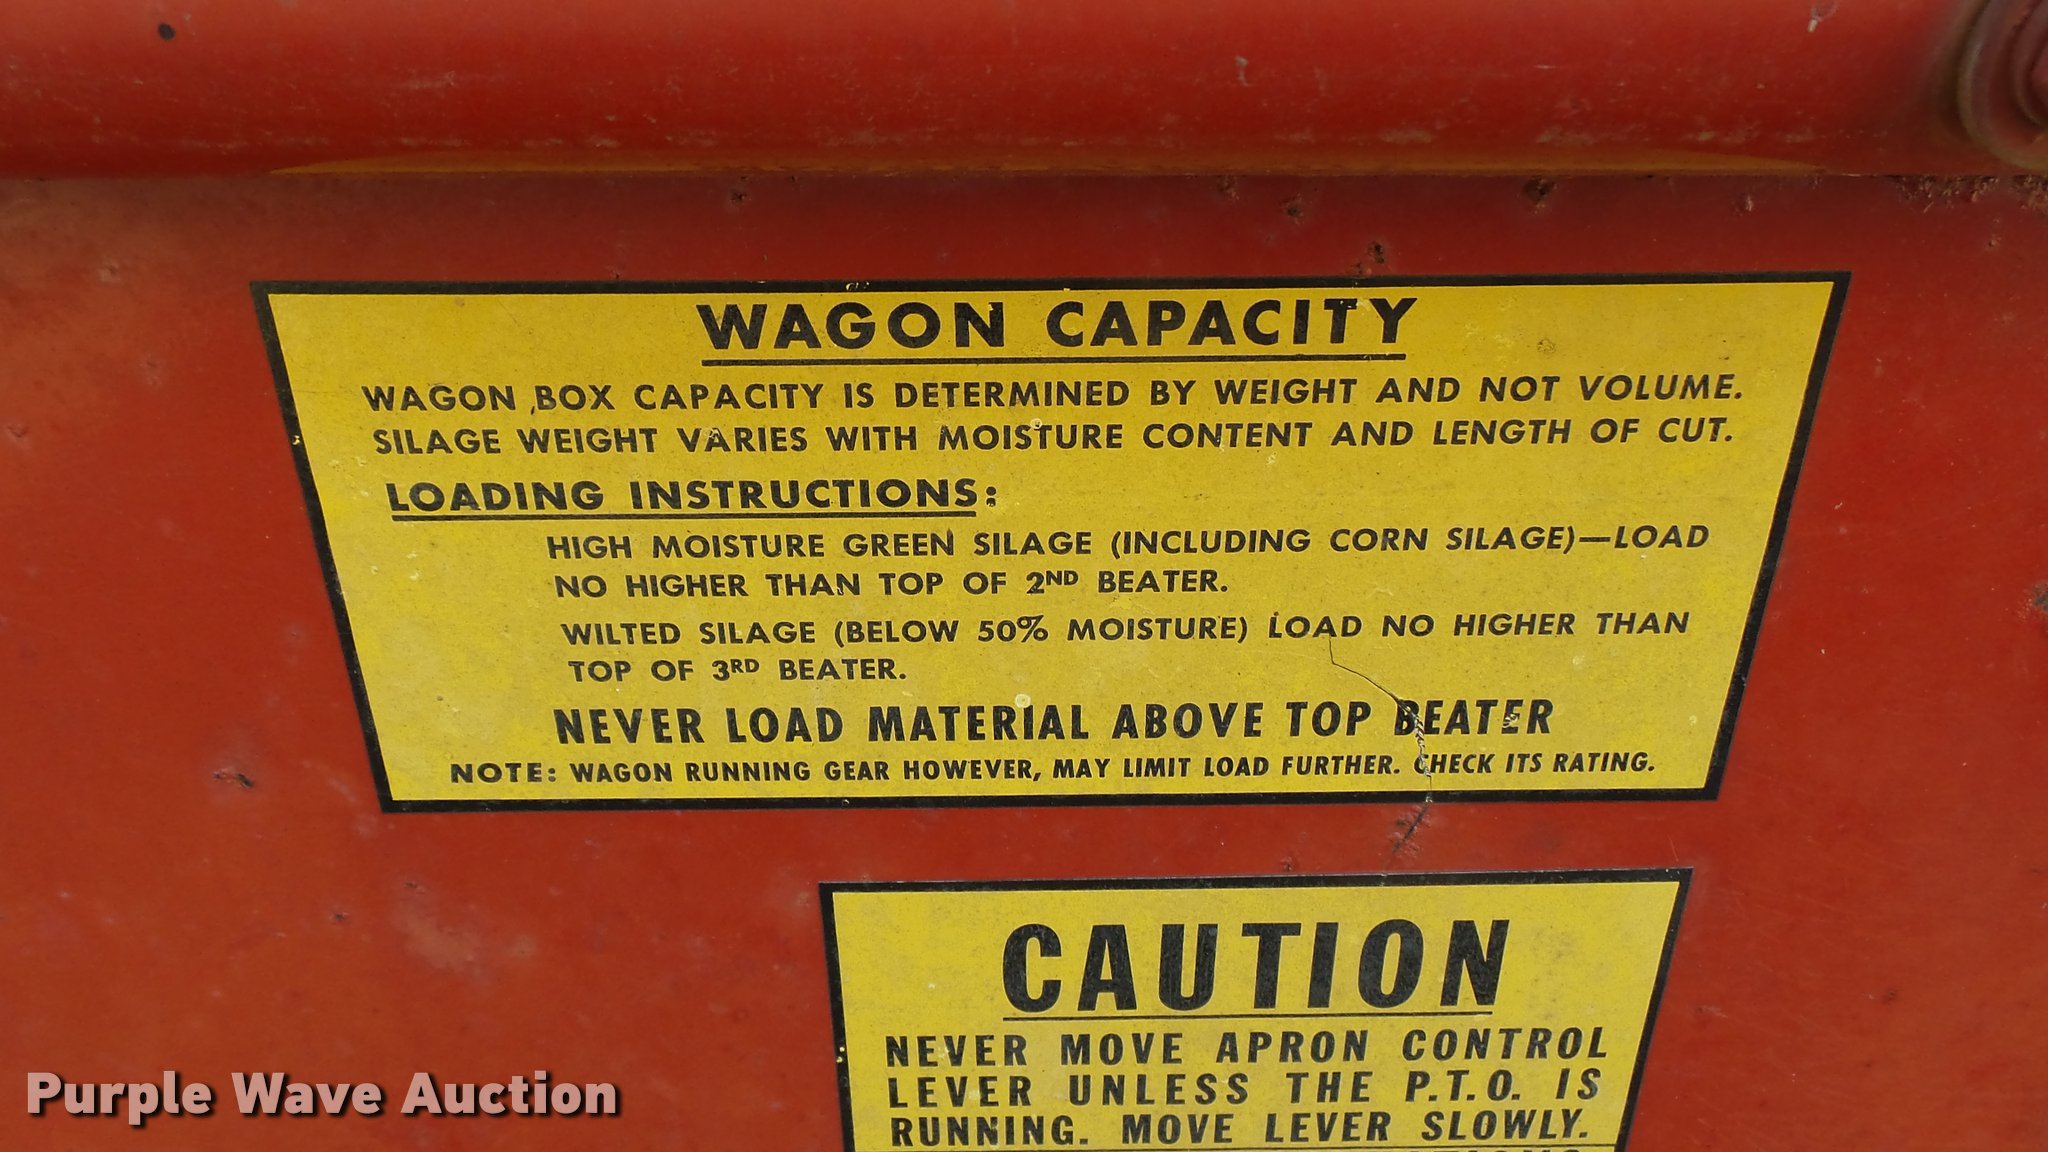 WAGON CAPACITY
WAGON BOX CAPACITY IS DETERMINED BY WEIGHT AND NOT VOLUME.
SILAGE WEIGHT VARIES WITH MOISTURE CONTENT AND LENGTH OF CUT.
LOADING INSTRUCTIONS:
HIGH MOISTURE GREEN SILAGE (INCLUDING CORN SILAGE)—LOAD
NO HIGHER THAN TOP OF 2ND BEATER.
WILTED SILAGE (BELOW 50% MOISTURE) LOAD NO HIGHER THAN
TOP OF 3RD BEATER.
NEVER LOAD MATERIAL ABOVE TOP BEATER
NOTE: WAGON RUNNING GEAR HOWEVER, MAY LIMIT LOAD FURTHER. CHECK ITS RATING.
CAUTION
NEVER MOVE APRON CONTROL
LEVER UNLESS THE P.T.O. IS
RUNNING. MOVE LEVER SLOWLY.
Purple Wave Auction